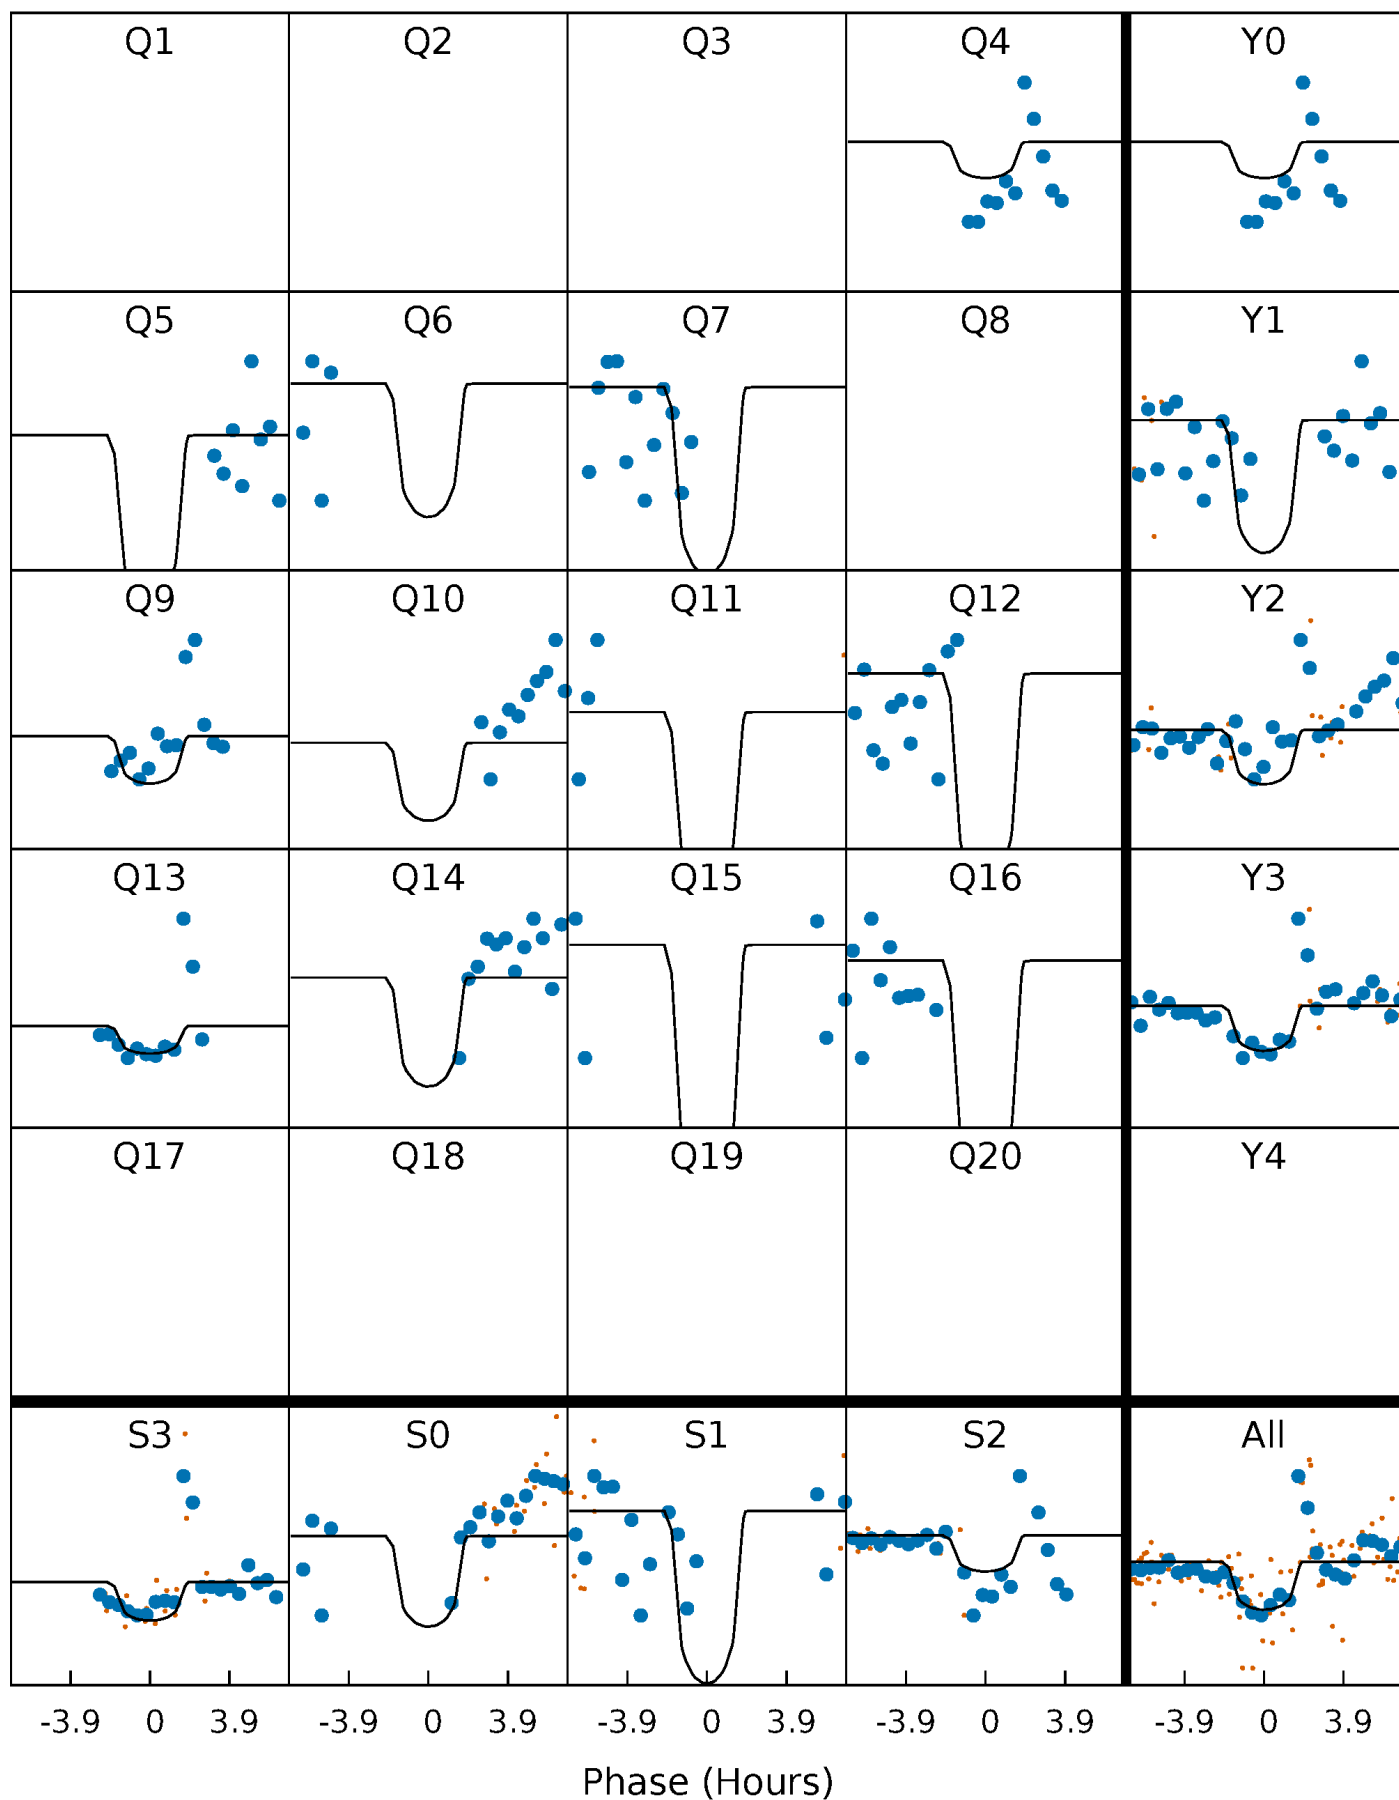 Q1 Q2 Q3 Q4 Y0
Q5 Q6 Q7 Q8 Y1
Q9 Q10 Q11 Q12 Y2
Q13 Q14 Q15 Q16 Y3
Q17 Q18 Q19 Q20 Y4
S3 S0 S1 S2 All
-3.9 0 3.9 -3.9 0 3.9 -3.9 0 3.9 -3.9 0 3.9 -3.9 0 3.9
Phase (Hours)